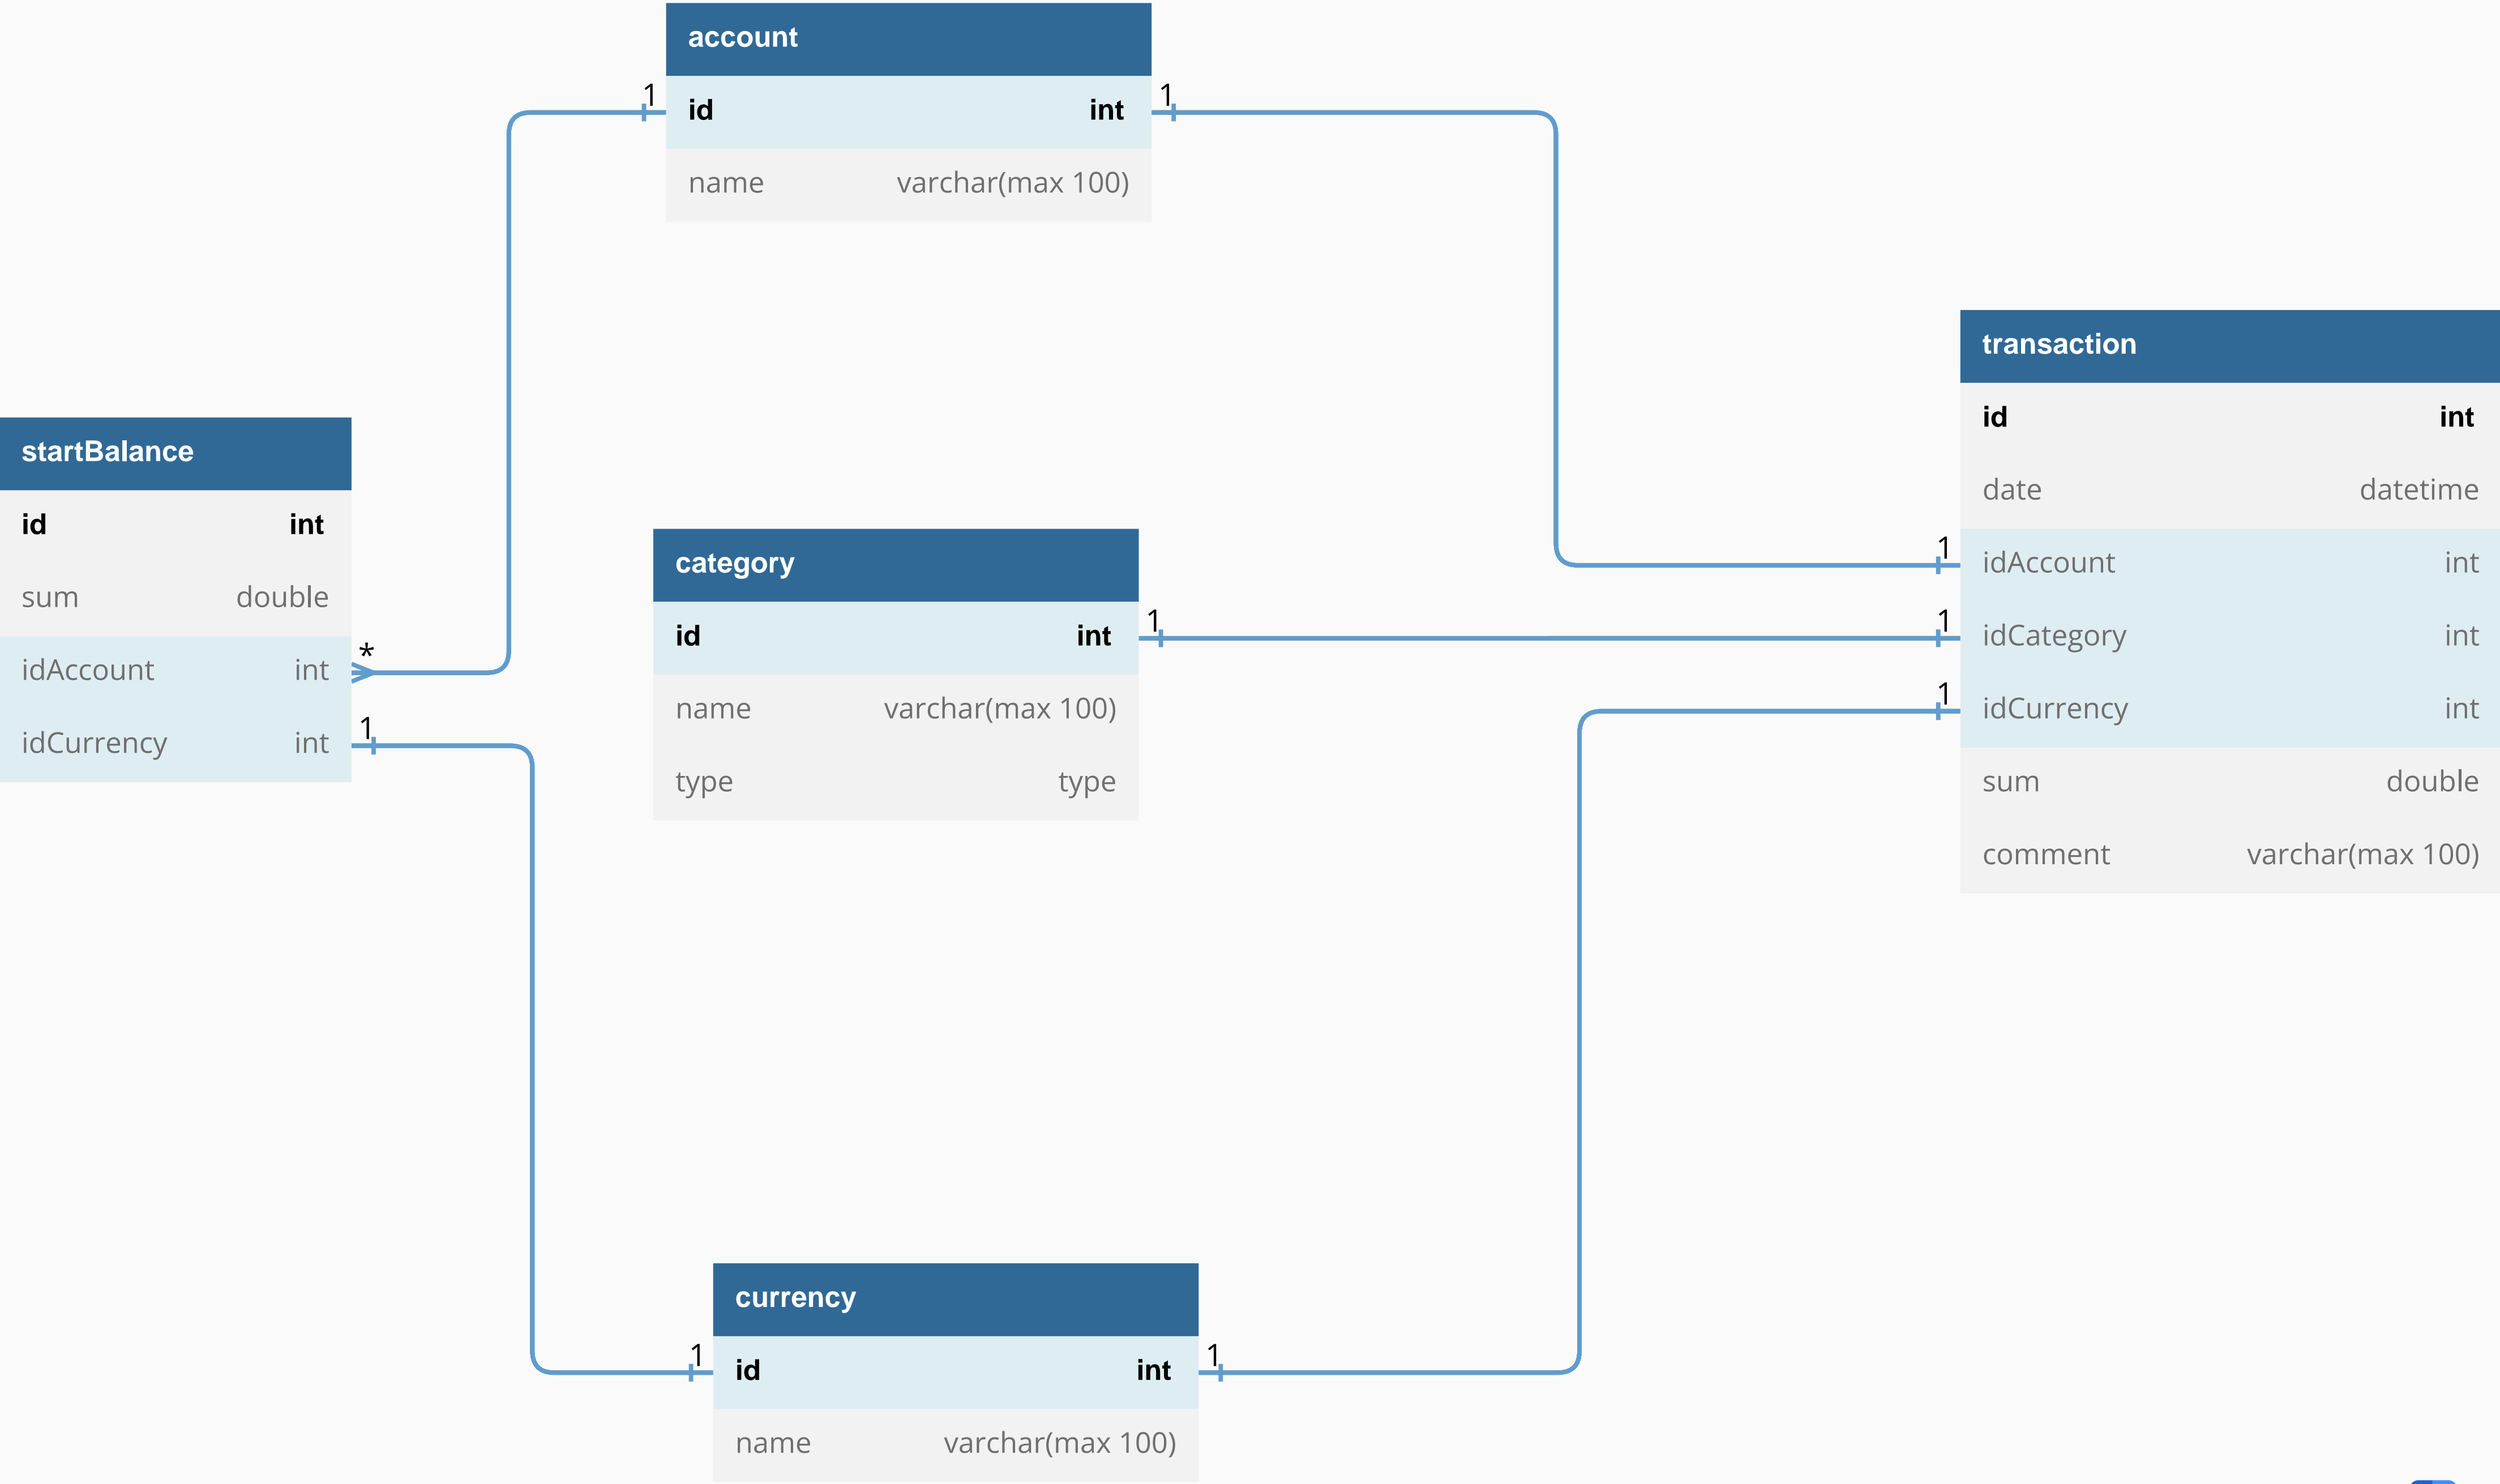 account
1
id int
1
name varchar(max 100)
startBalance
id int
sum double
idAccount int
*
idCurrency int
1
category
id int
1
name varchar(max 100)
type type
transaction
id int
date datetime
1
idAccount int
1
idCategory int
1
idCurrency int
sum double
comment varchar(max 100)
currency
1
id int
1
name varchar(max 100)